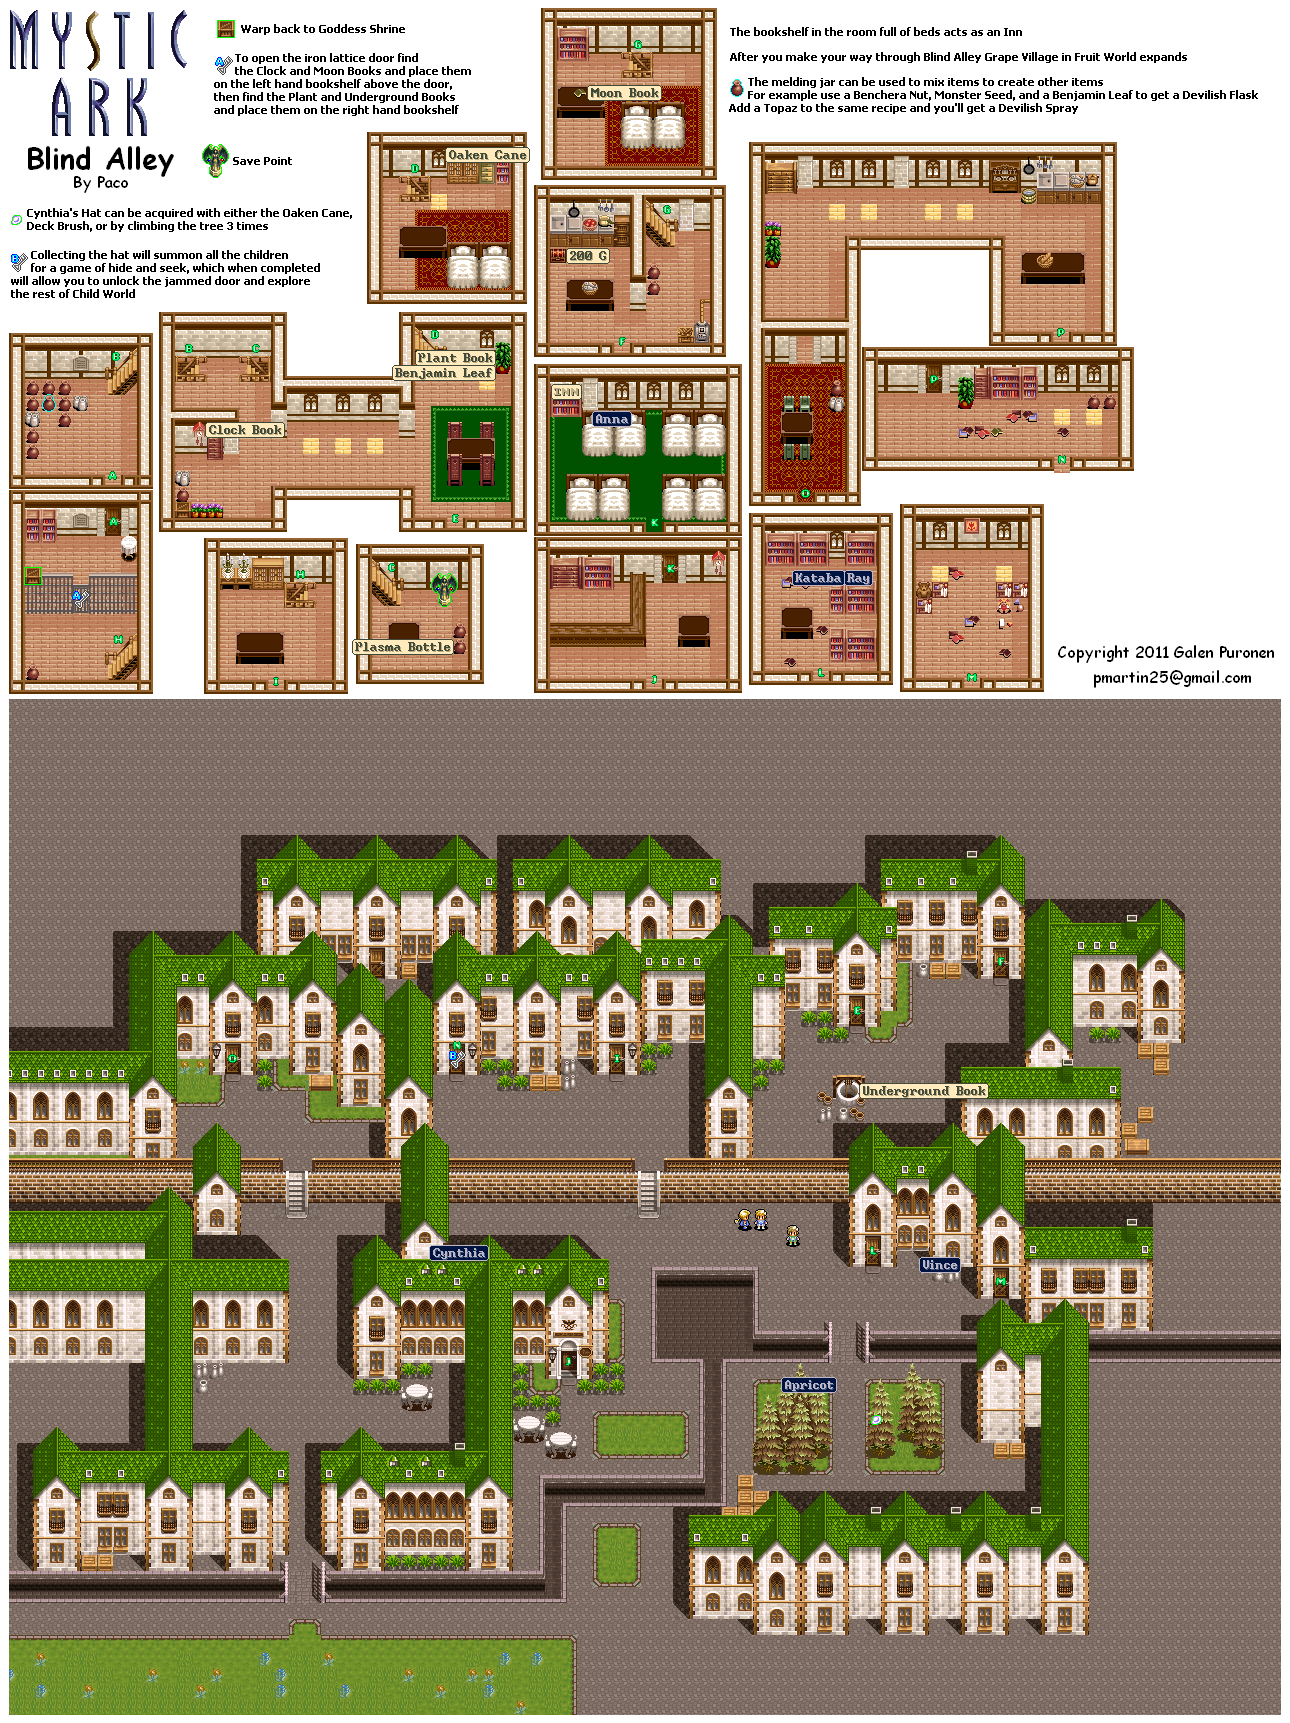 MYSTIC
ARK
Blind Alley
By Paco
Warp back to Goddess Shrine
To open the iron lattice door find
the Clock and Moon Books and place them
on the left hand bookshelf above the door,
then find the Plant and Underground Books
and place them on the right hand bookshelf
Save Point
Cynthia's Hat can be acquired with either the Oaken Cane,
Deck Brush, or by climbing the tree 3 times
Collecting the hat will summon all the children
for a game of hide and seek, which when completed
will allow you to unlock the jammed door and explore
the rest of Child World
The bookshelf in the room full of beds acts as an Inn
After you make your way through Blind Alley Grape Village in Fruit World expands
The melding jar can be used to mix items to create other items
For example use a Benchera Nut, Monster Seed, and a Benjamin Leaf to get a Devilish Flask
Add a Topaz to the same recipe and you'll get a Devilish Spray
G
Moon Book
Oaken Cane
D
G
200 G
F
P
B
A
B
C
D
Plant Book
Benjamin Leaf
Clock Book
E
INN
Anna
K
P
N
O
A
A
H
H
I
C
Plasma Bottle
K
J
Kataba Ray
L
M
Copyright 2011 Galen Puronen
pmartin25@gmail.com
F
E
O
N
B
I
Underground Book
Cynthia
L
Vince
M
J
Apricot